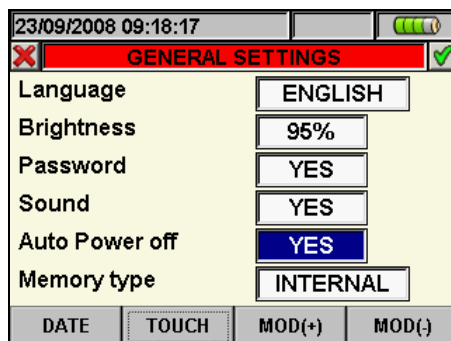 23/09/2008 09:18:17
GENERAL SETTINGS
Language ENGLISH
Brightness 95%
Password YES
Sound YES
Auto Power off YES
Memory type INTERNAL
DATE TOUCH MOD(+) MOD(-)